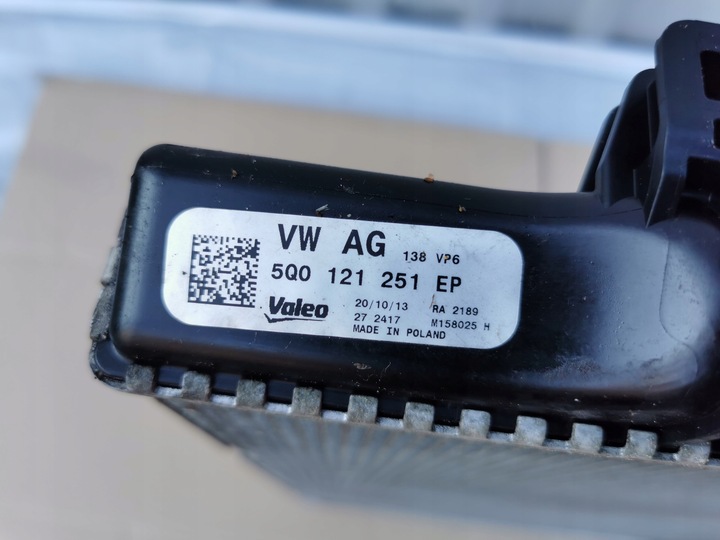 VW AG 138 VP6
5Q0 121 251 EP
Valeo 20/10/13 RA 2189
27 2417 M158025 H
MADE IN POLAND